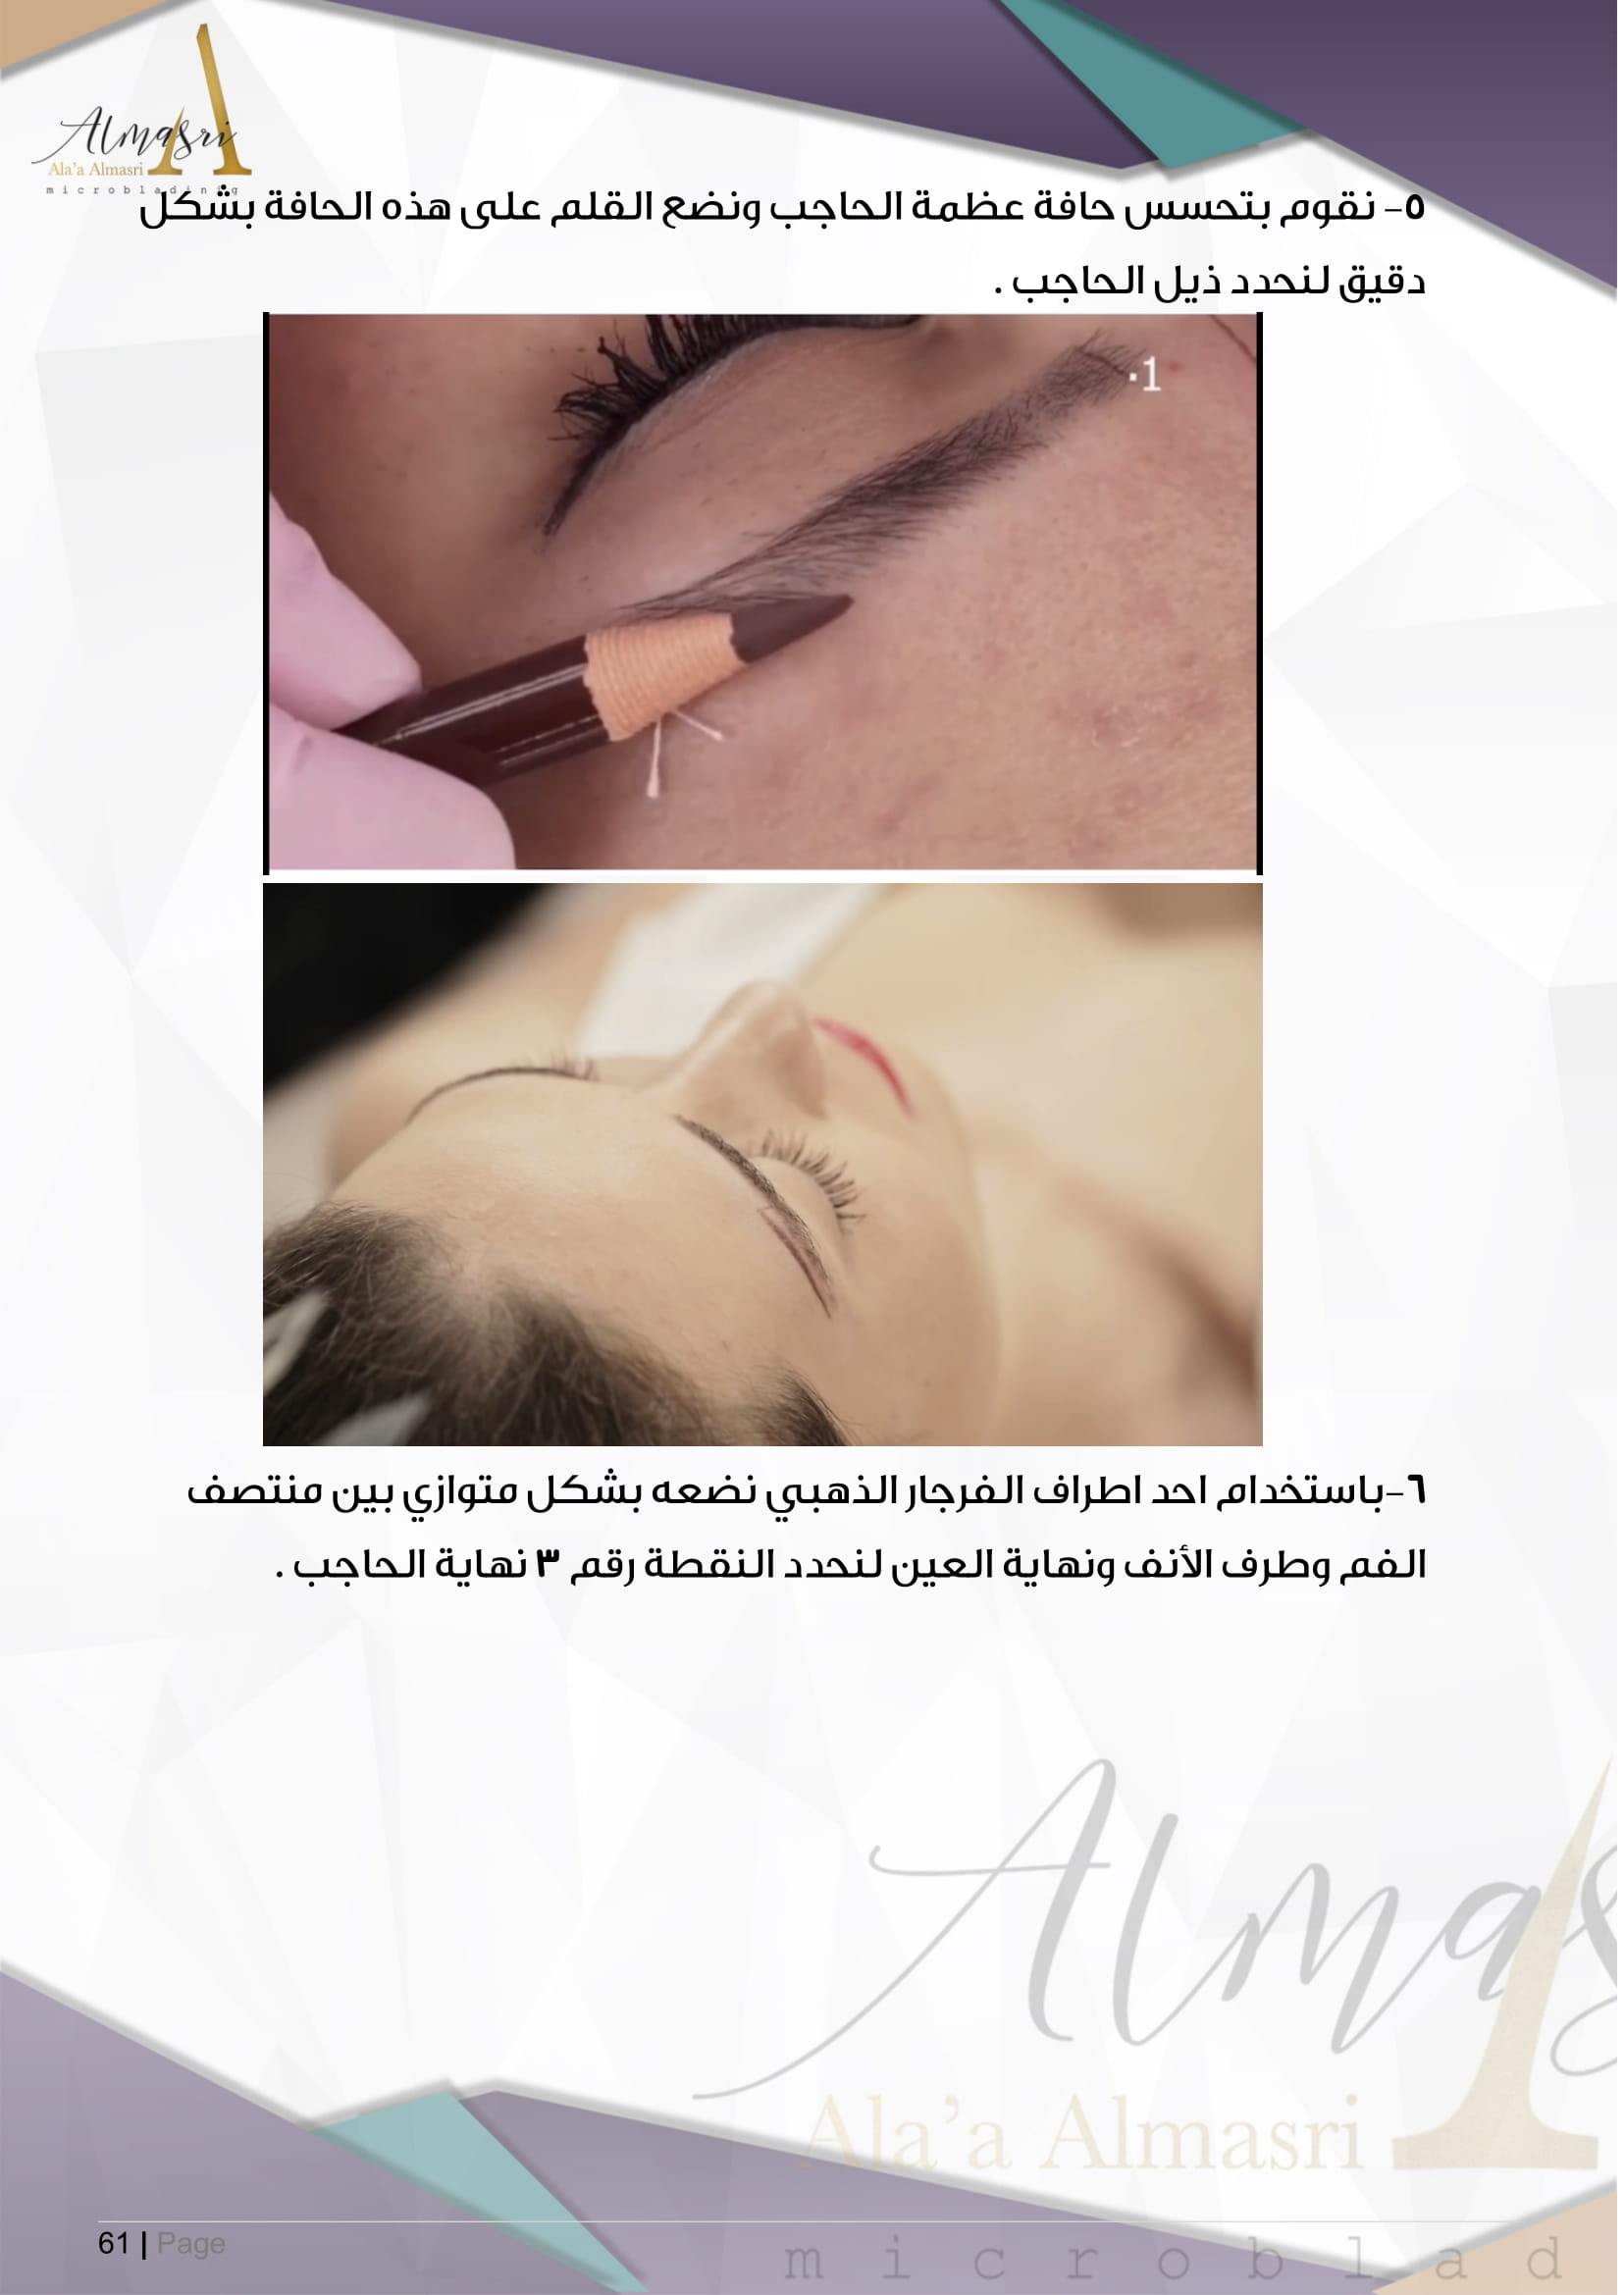 Almasri
Ala'a Almasri
microblading
٥- نقوم بتحسس حافة عظمة الحاجب ونضع القلم على هذه الحافة بشكل
دقيق لنحدد ذيل الحاجب .
·1
٦-باستخدام احد اطراف الفرجار الذهبي نضعه بشكل متوازي بين منتصف
الفم وطرف الأنف ونهاية العين لنحدد النقطة رقم ٣ نهاية الحاجب .
Almas
Ala'a Almasri
microblad
61 | Page